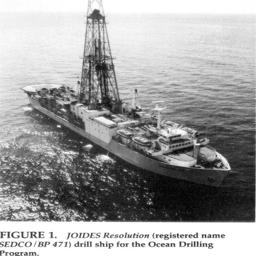 FIGURE 1. JOIDES Resolution (registered name
SEDCO/BP 471) drill ship for the Ocean Drilling
Program.